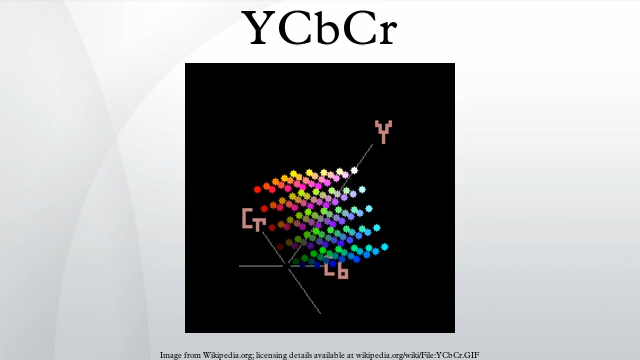 YCbCr
Y
Cr
Cb
Image from Wikipedia.org; licensing details available at wikipedia.org/wiki/File:YCbCr.GIF